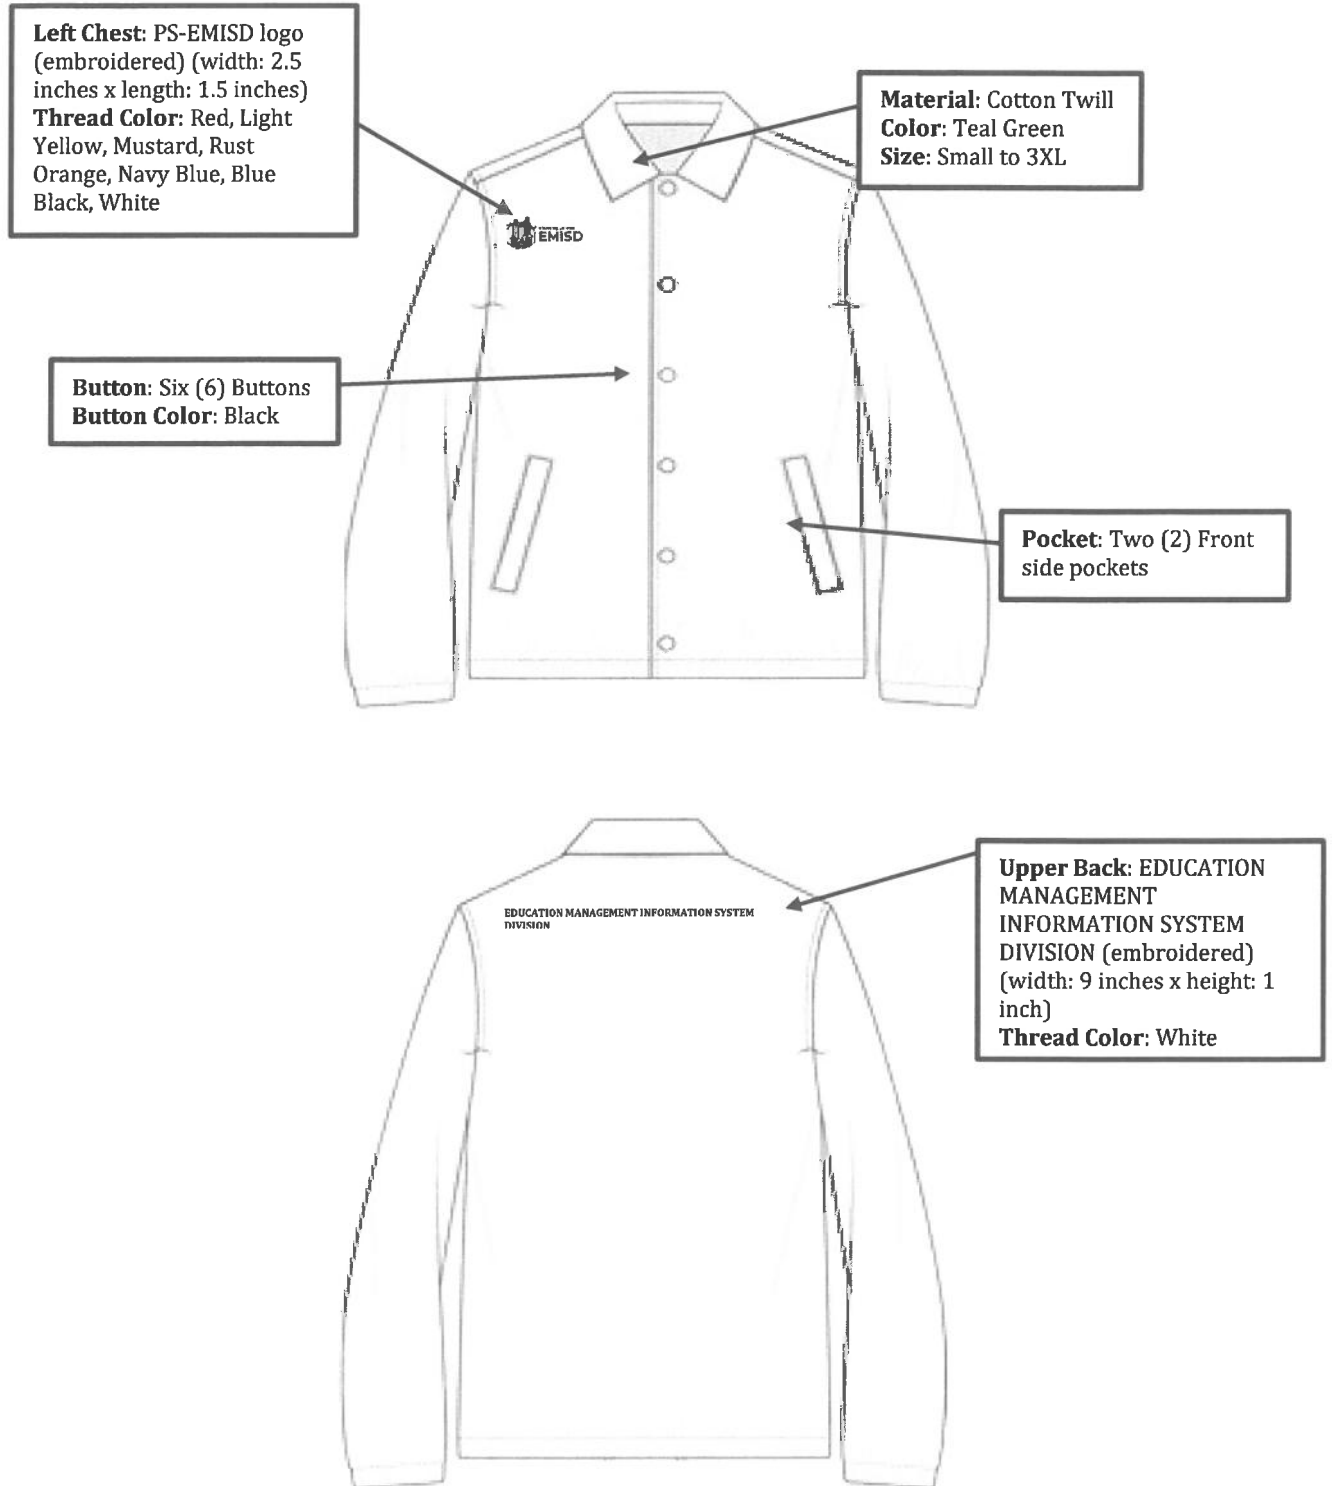 Left Chest: PS-EMISD logo
(embroidered) (width: 2.5
inches x length: 1.5 inches)
Thread Color: Red, Light
Yellow, Mustard, Rust
Orange, Navy Blue, Blue
Black, White
Material: Cotton Twill
Color: Teal Green
Size: Small to 3XL
EMISD
Button: Six (6) Buttons
Button Color: Black
Pocket: Two (2) Front
side pockets
Upper Back: EDUCATION
MANAGEMENT
INFORMATION SYSTEM
DIVISION (embroidered)
(width: 9 inches x height: 1
inch)
Thread Color: White
EDUCATION MANAGEMENT INFORMATION SYSTEM
DIVISION